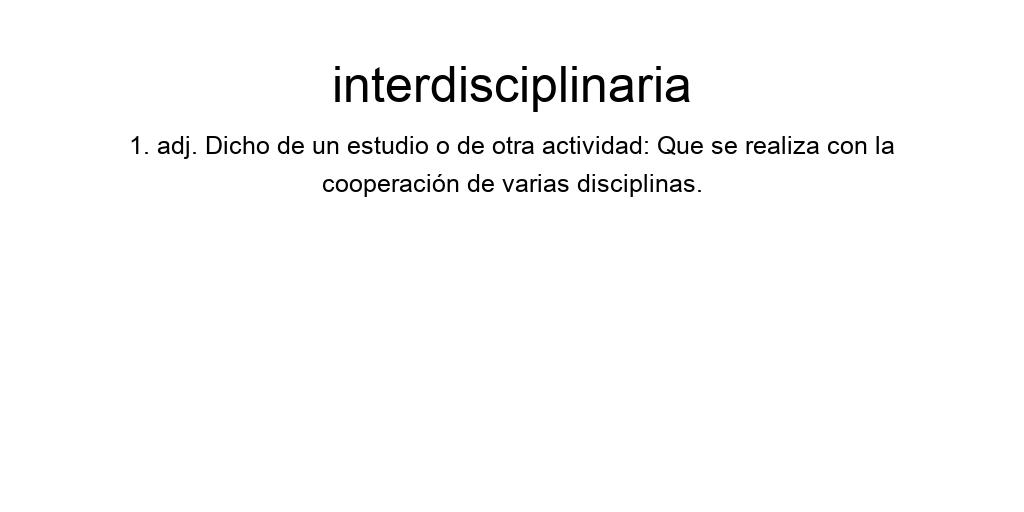 interdisciplinaria
1. adj. Dicho de un estudio o de otra actividad: Que se realiza con la
cooperación de varias disciplinas.